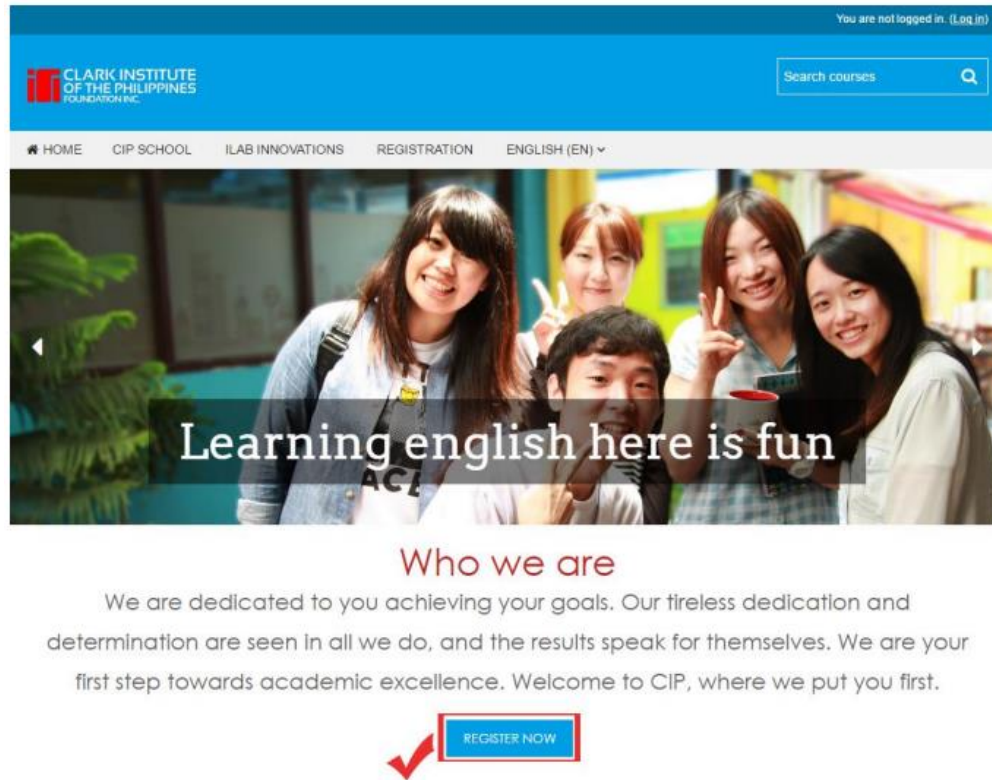 You are not logged in. (Log in)
CLARK INSTITUTE
OF THE PHILIPPINES
FOUNDATION INC.
Search courses
HOME CIP SCHOOL ILAB INNOVATIONS REGISTRATION ENGLISH (EN)
Learning english here is fun
Who we are
We are dedicated to you achieving your goals. Our tireless dedication and
determination are seen in all we do, and the results speak for themselves. We are your
first step towards academic excellence. Welcome to CIP, where we put you first.
REGISTER NOW